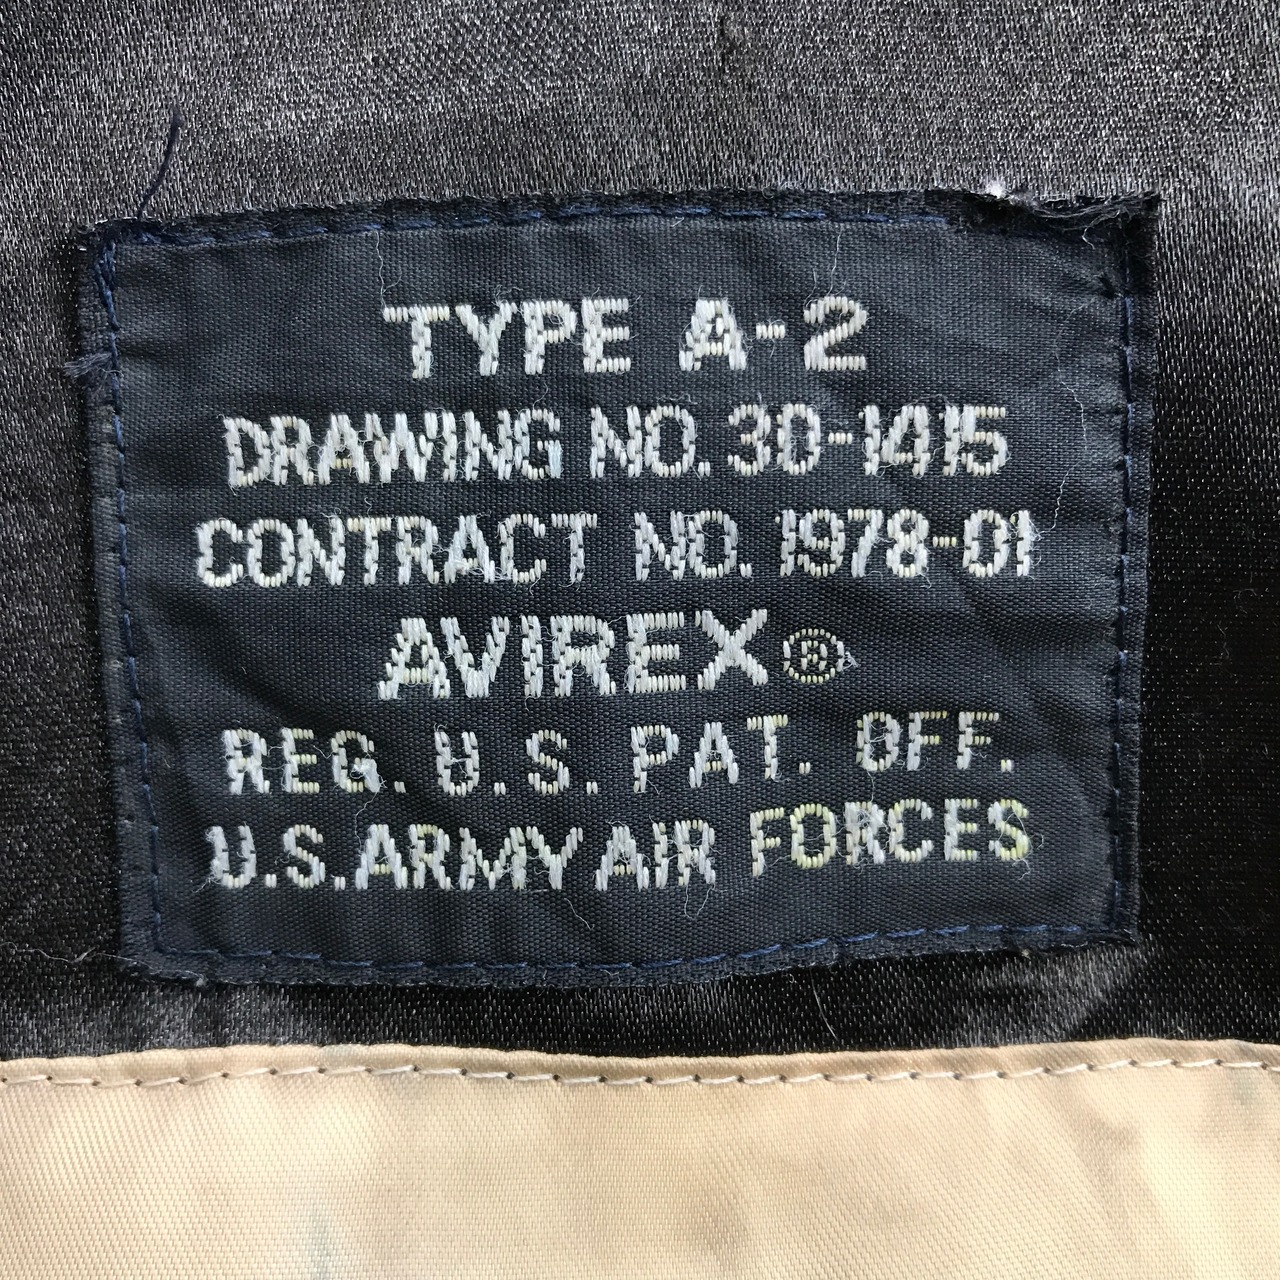 TYPE A-2
DRAWING NO. 30-1415
CONTRACT NO. 1978-01
AVIREX®
REG. U.S. PAT. OFF.
U.S. ARMY AIR FORCES